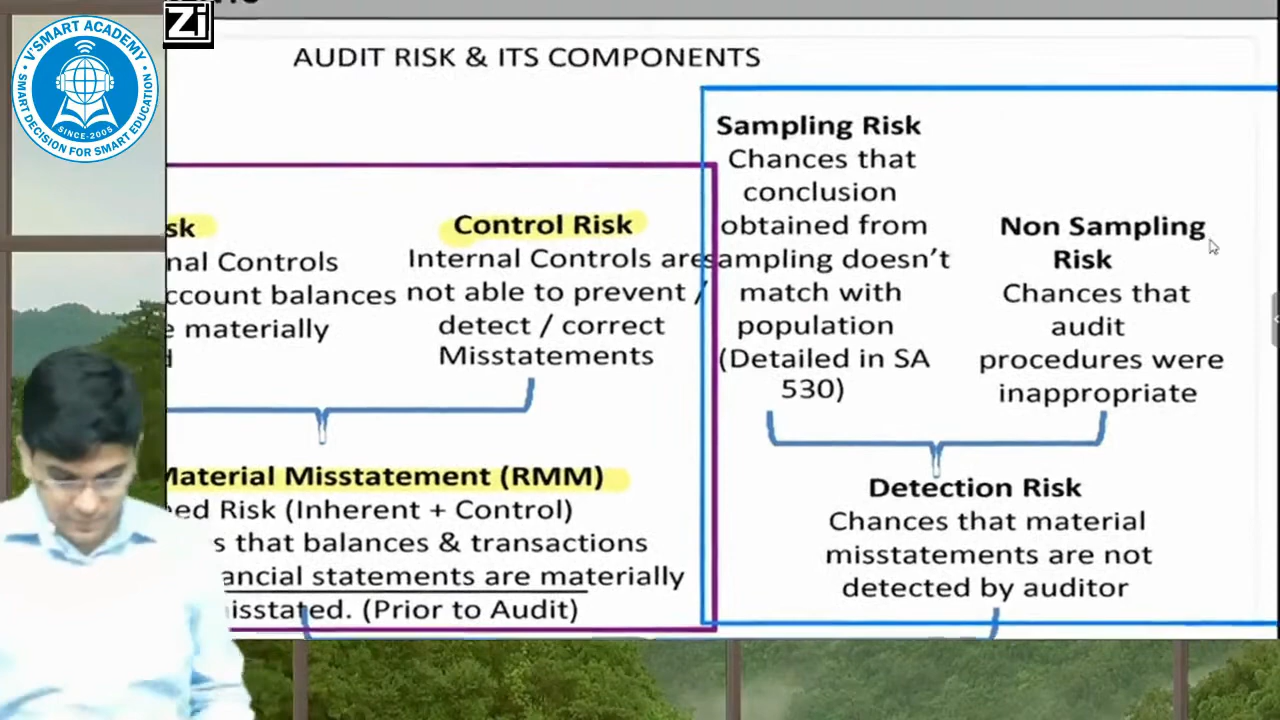 V'SMART ACADEMY
SINCE-2005
SMART DECISION FOR SMART EDUCATION
Zj
AUDIT RISK & ITS COMPONENTS
sk
nal Controls
ccount balances
e materially
d
Control Risk
Internal Controls are
not able to prevent /
detect / correct
Misstatements
Material Misstatement (RMM)
ed Risk (Inherent + Control)
s that balances & transactions
ancial statements are materially
isstated. (Prior to Audit)
Sampling Risk
Chances that
conclusion
obtained from
sampling doesn't
match with
population
(Detailed in SA
530)
Non Sampling
Risk
Chances that
audit
procedures were
inappropriate
Detection Risk
Chances that material
misstatements are not
detected by auditor